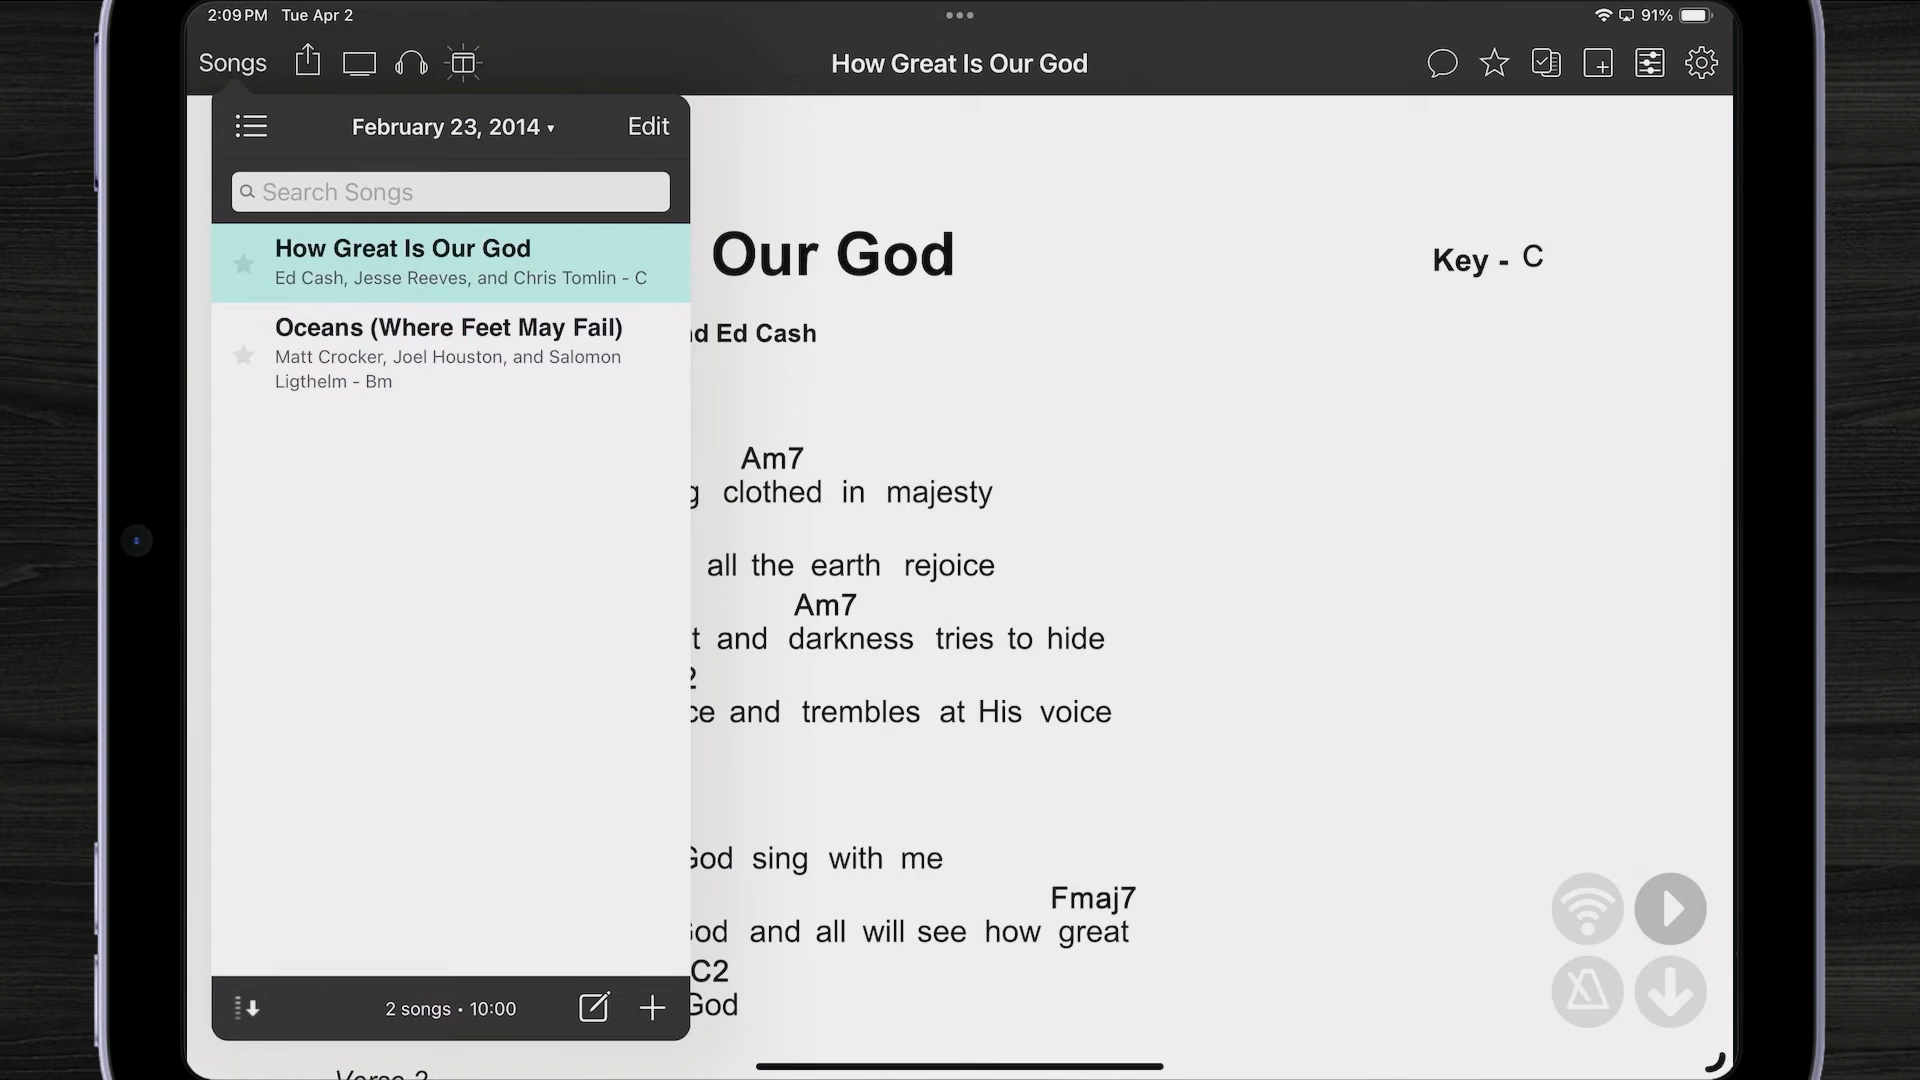 2:09 PM Tue Apr 2
91%
Songs
How Great Is Our God
February 23, 2014 ▾
Edit
Search Songs
How Great Is Our God
Ed Cash, Jesse Reeves, and Chris Tomlin - C
Oceans (Where Feet May Fail)
Matt Crocker, Joel Houston, and Salomon
Ligthelm - Bm
2 songs • 10:00
Our God
Key - C
Ed Cash
Am7
clothed in majesty
all the earth rejoice
Am7
and darkness tries to hide
2
and trembles at His voice
God sing with me
Fmaj7
and all will see how great
C2
God
Verse 2